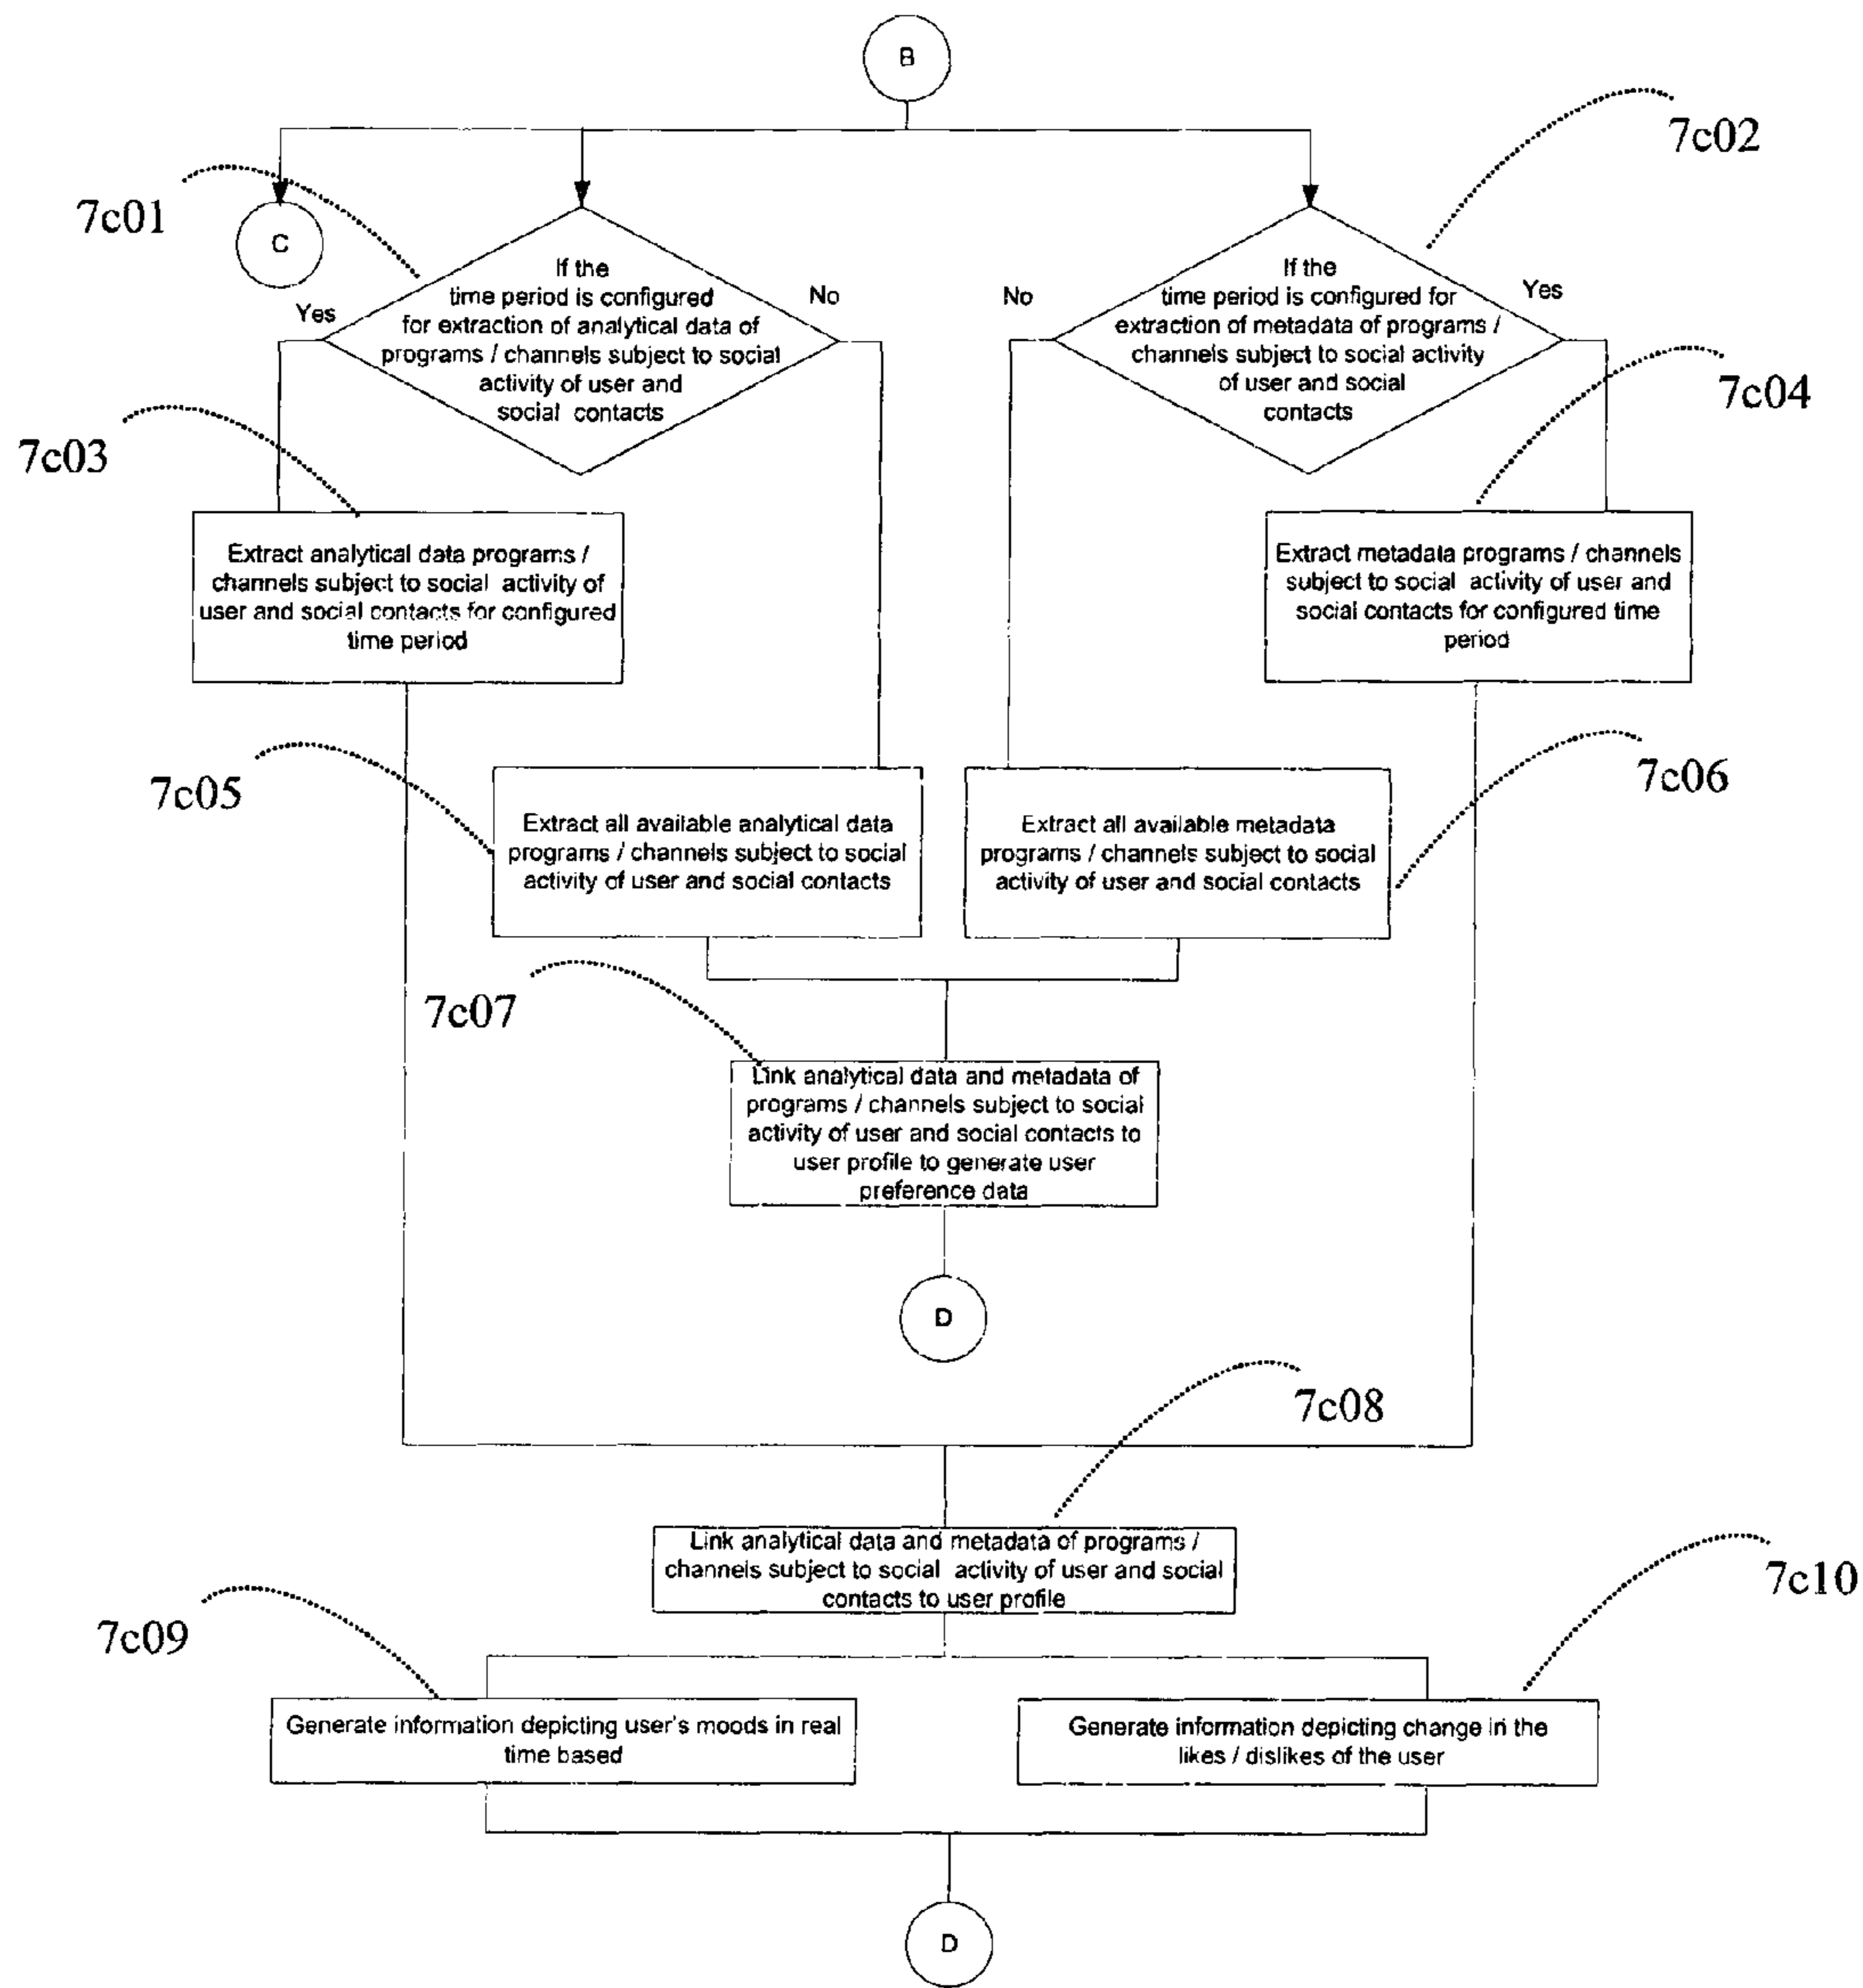 B
7c02
7c01
C
If the
time period is configured
for extraction of analytical data of
programs / channels subject to social
activity of user and
social contacts
Yes
No
If the
time period is configured for
extraction of metadata of programs /
channels subject to social activity
of user and social
contacts
No
Yes
7c03
7c04
Extract analytical data programs /
channels subject to social activity of
user and social contacts for configured
time period
Extract metadata programs / channels
subject to social activity of user and
social contacts for configured time
period
7c05
7c06
Extract all available analytical data
programs / channels subject to social
activity of user and social contacts
Extract all available metadata
programs / channels subject to social
activity of user and social contacts
7c07
Link analytical data and metadata of
programs / channels subject to social
activity of user and social contacts to
user profile to generate user
preference data
D
7c08
Link analytical data and metadata of programs /
channels subject to social activity of user and social
contacts to user profile
7c09
7c10
Generate information depicting user's moods in real
time based
Generate information depicting change in the
likes / dislikes of the user
D